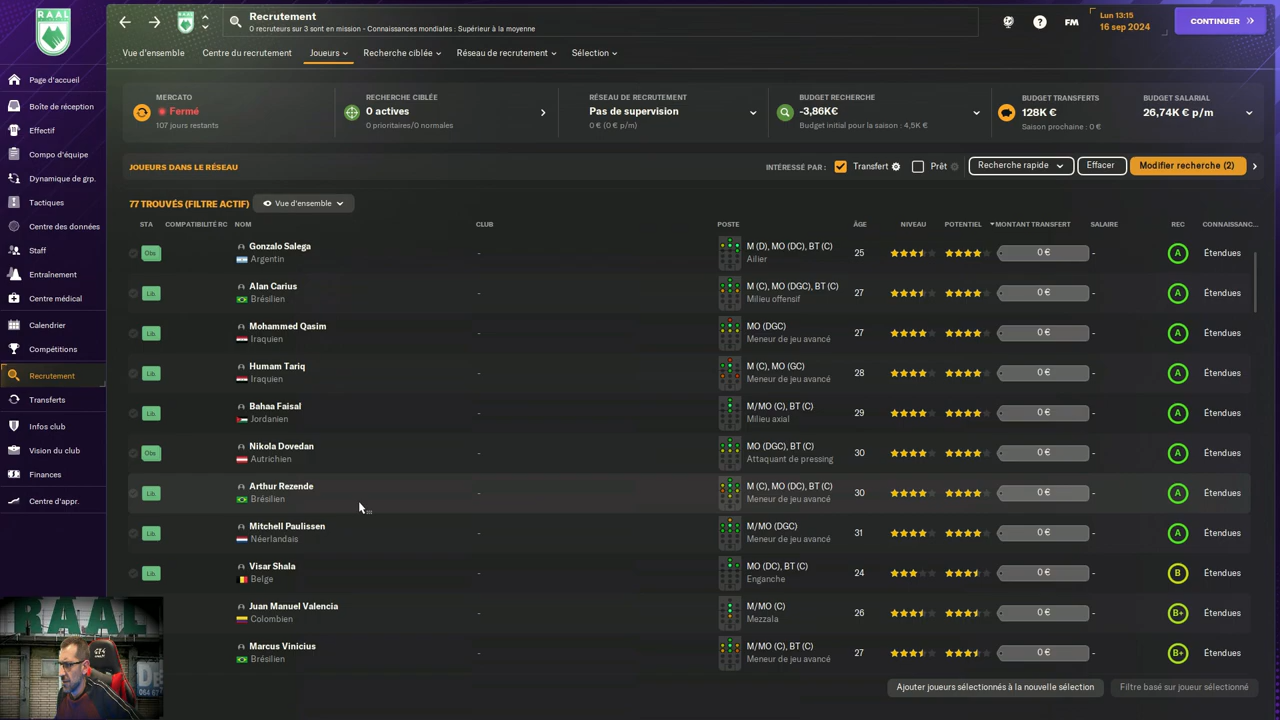 RAAL
Recrutement
0 recruteurs sur 3 sont en mission - Connaissances mondiales : Supérieur à la moyenne
FM
Lun 13:15
16 sep 2024
CONTINUER
Vue d'ensemble
Centre du recrutement
Joueurs
Recherche ciblée
Réseau de recrutement
Sélection
Page d'accueil
Boîte de réception
Effectif
Compo d'équipe
Dynamique de grp.
Tactiques
Centre des données
Staff
Entraînement
Centre médical
Calendrier
Compétitions
Recrutement
Transferts
Infos club
Vision du club
Finances
Centre d'appr.
MERCATO
Fermé
107 jours restants
RECHERCHE CIBLÉE
0 actives
0 prioritaires/0 normales
RÉSEAU DE RECRUTEMENT
Pas de supervision
0 € (0 € p/m)
BUDGET RECHERCHE
-3,86K€
Budget initial pour la saison : 4,5K €
BUDGET TRANSFERTS
128K €
Saison prochaine : 0 €
BUDGET SALARIAL
26,74K € p/m
JOUEURS DANS LE RÉSEAU
INTÉRESSÉ PAR :
Transfert
Prêt
Recherche rapide
Effacer
Modifier recherche (2)
77 TROUVÉS (FILTRE ACTIF)
Vue d'ensemble
STA COMPATIBILITÉ RC NOM CLUB POSTE ÂGE NIVEAU POTENTIEL MONTANT TRANSFERT SALAIRE REC CONNAISSANC...
Obs Gonzalo Salega - M (D), MO (DC), BT (C) 25 0 € - A Étendues
Argentin Ailier
Lib. Alan Carius - M (C), MO (DGC), BT (C) 27 0 € - A Étendues
Brésilien Milieu offensif
Lib. Mohammed Qasim - MO (DGC) 27 0 € - A Étendues
Iraquien Meneur de jeu avancé
Lib. Humam Tariq - M (C), MO (GC) 28 0 € - A Étendues
Iraquien Meneur de jeu avancé
Lib. Bahaa Faisal - M/MO (C), BT (C) 29 0 € - A Étendues
Jordanien Milieu axial
Obs Nikola Dovedan - MO (DGC), BT (C) 30 0 € - A Étendues
Autrichien Attaquant de pressing
Lib. Arthur Rezende - M (C), MO (DC), BT (C) 30 0 € - A Étendues
Brésilien Meneur de jeu avancé
Lib. Mitchell Paulissen - M/MO (DGC) 31 0 € - A Étendues
Néerlandais Meneur de jeu avancé
Lib. Visar Shala - MO (DC), BT (C) 24 0 € - B Étendues
Belge Enganche
Juan Manuel Valencia - M/MO (C) 26 0 € - B+ Étendues
Colombien Mezzala
Marcus Vinicius - M/MO (C), BT (C) 27 0 € - B+ Étendues
Brésilien Meneur de jeu avancé
Ajouter joueurs sélectionnés à la nouvelle sélection
Filtre basé sur joueur sélectionné
RAAL